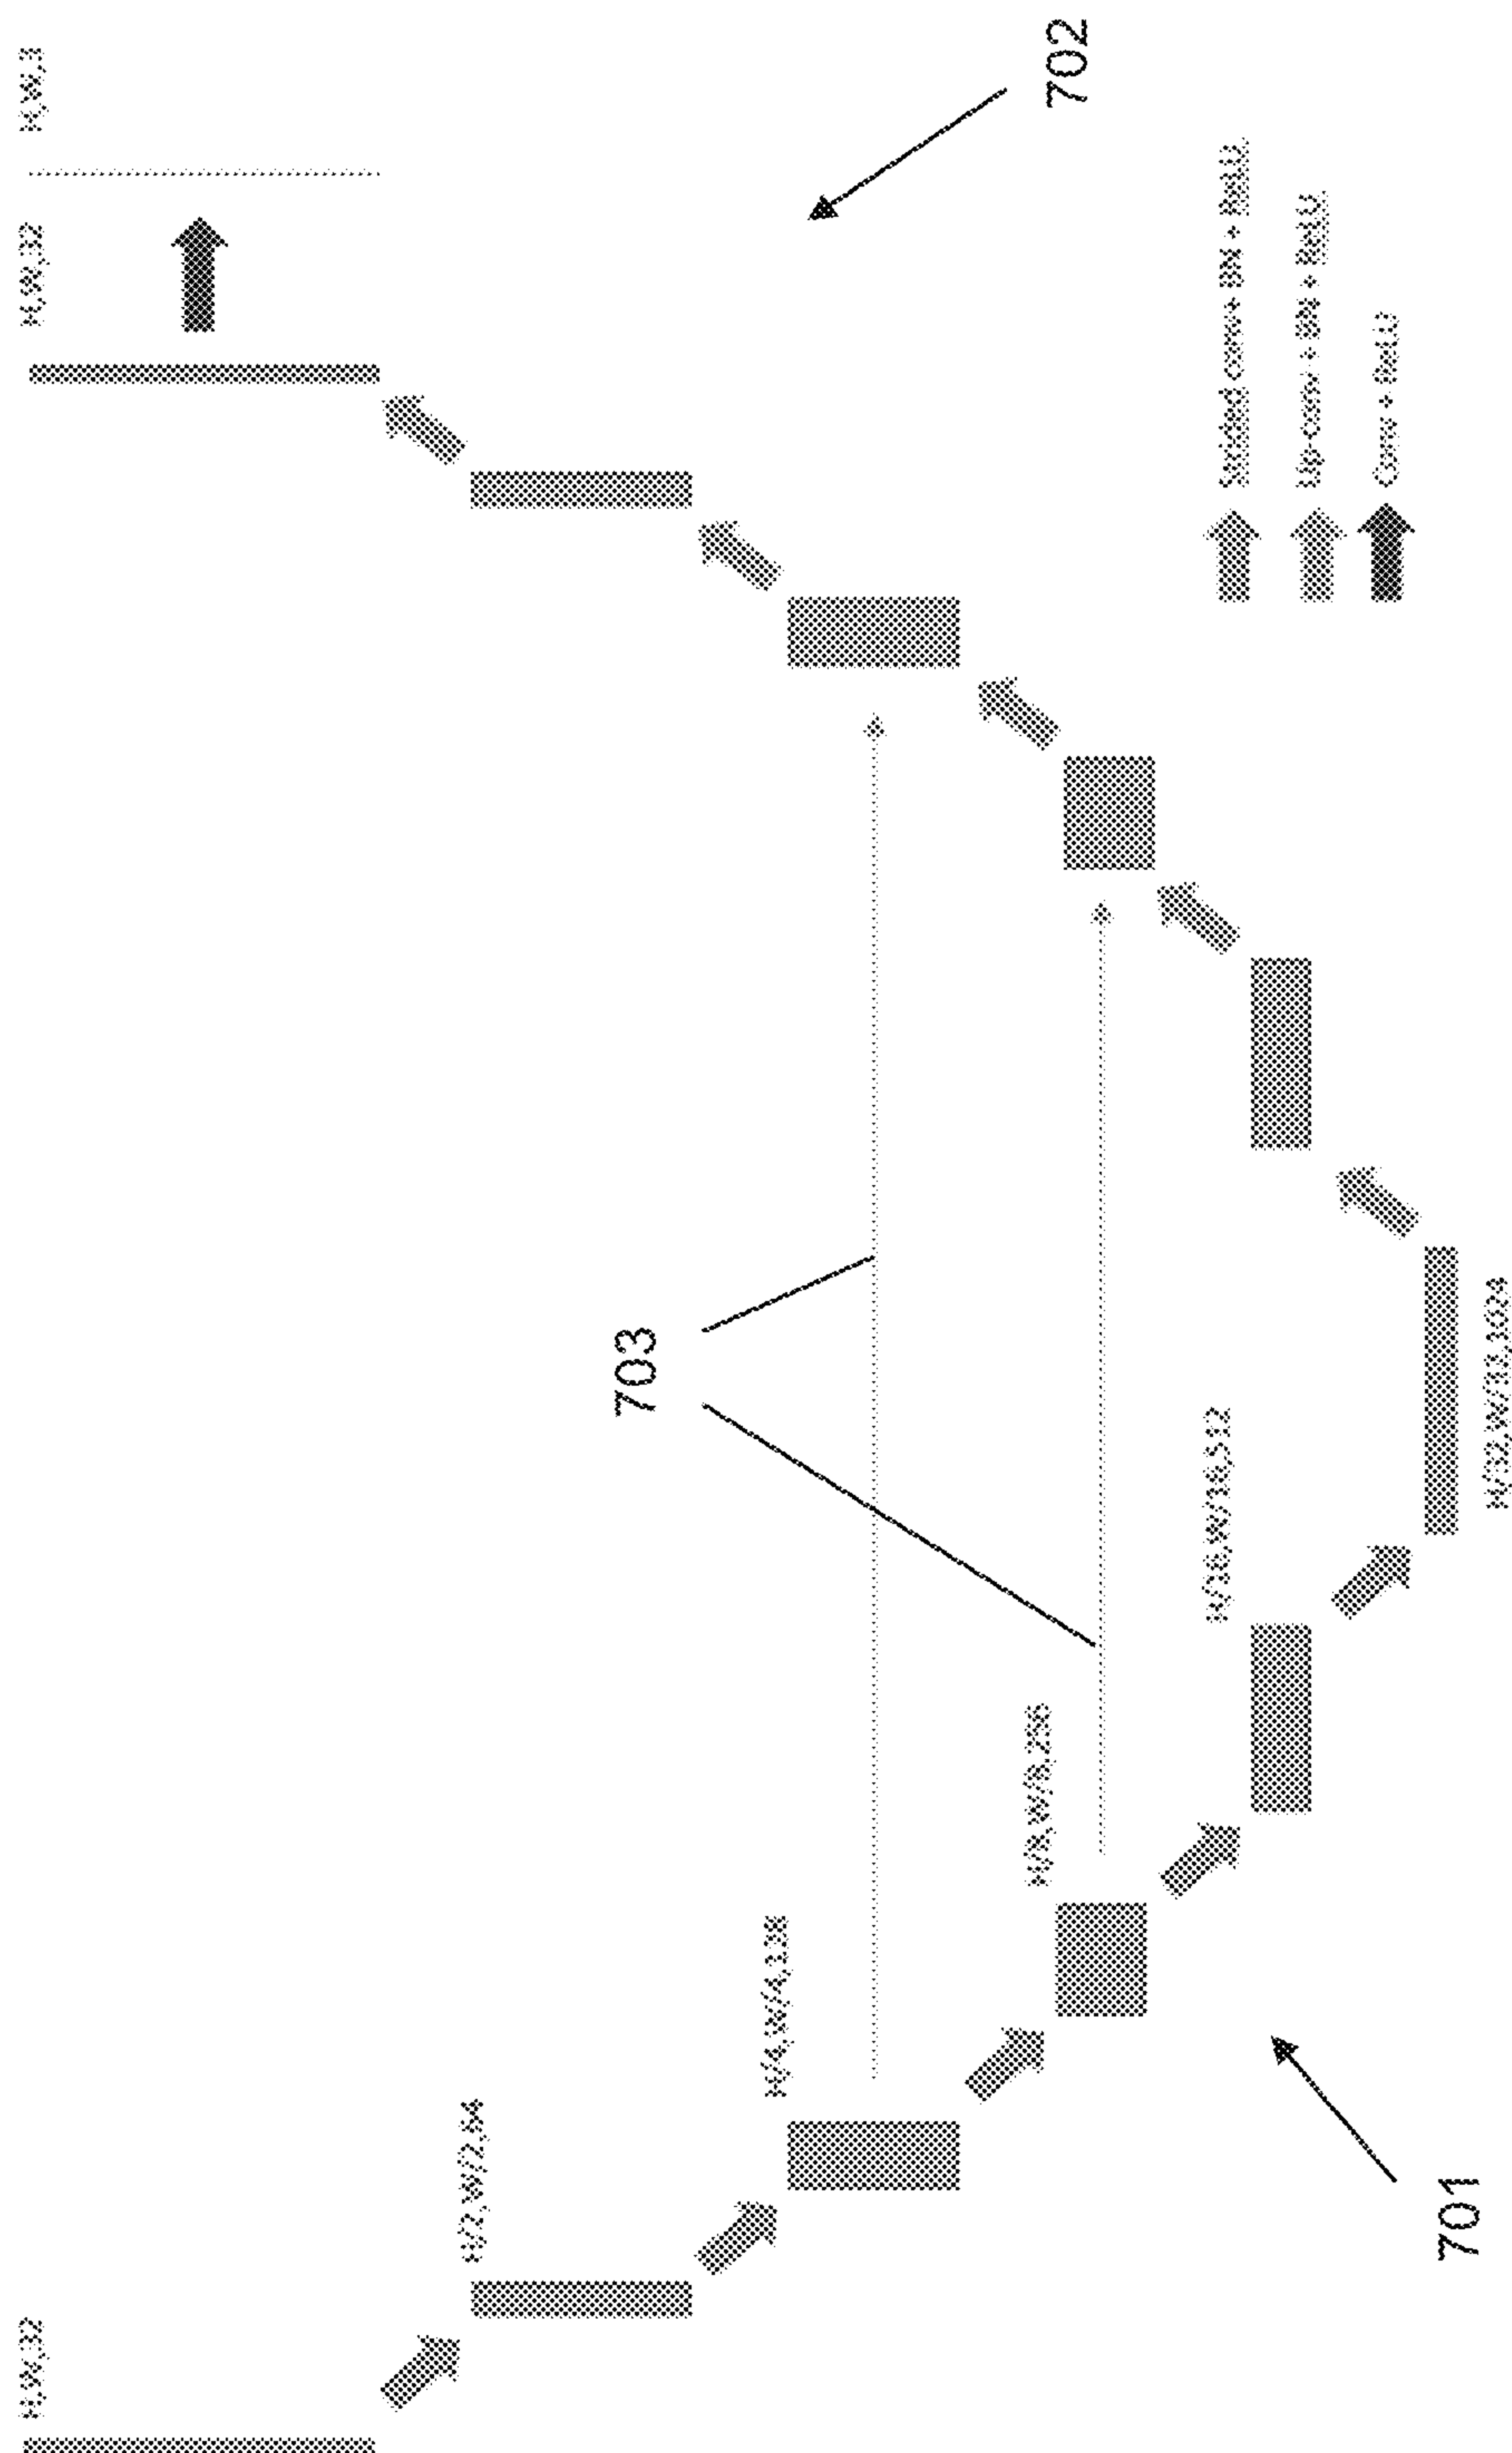 H,W,32
H/2,W/2,64
H/4,W/4,128
H/8,W/8,256
H/16,W/16,512
H/32,W/32,1024
H,W,32
H,W,3
701
702
703
Strided conv+ BN + ReLU
Up-conv + BN + ReLU
Conv + ReLU